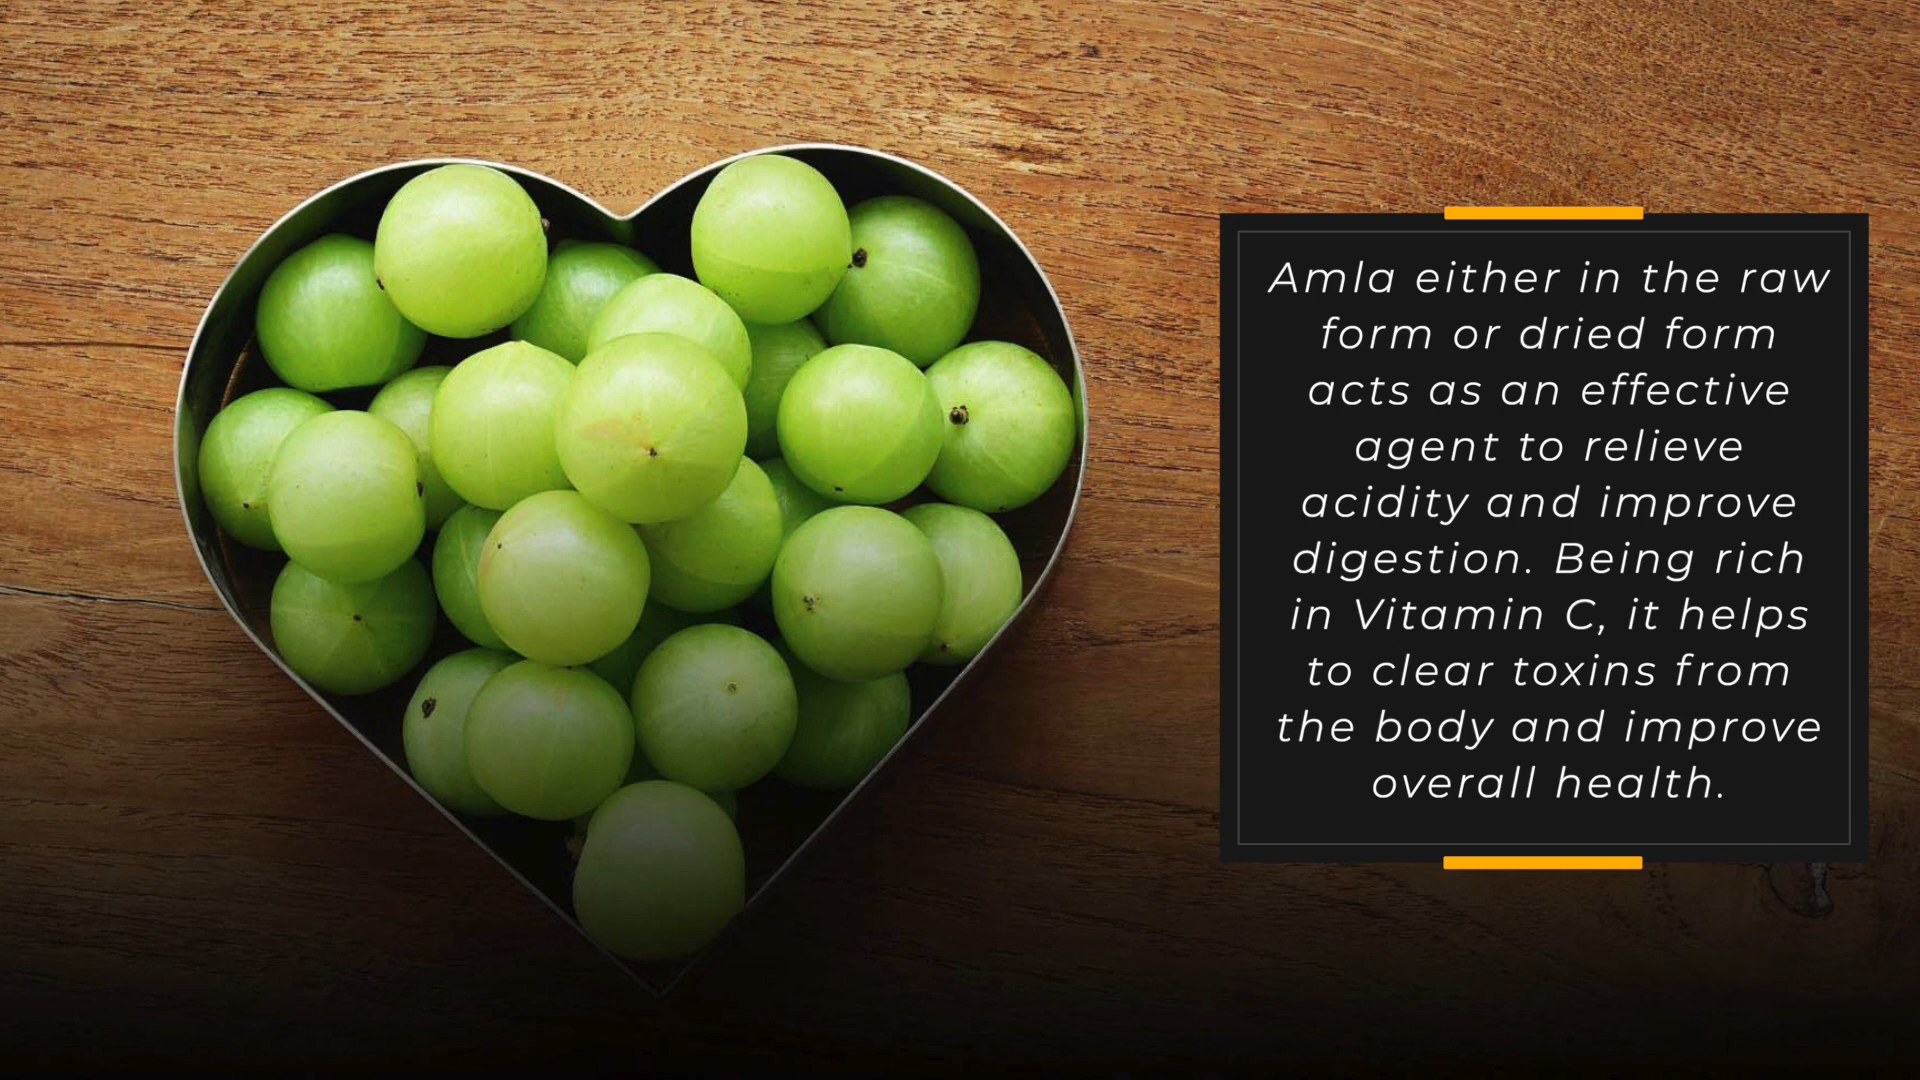 Amla either in the raw
form or dried form
acts as an effective
agent to relieve
acidity and improve
digestion. Being rich
in Vitamin C, it helps
to clear toxins from
the body and improve
overall health.